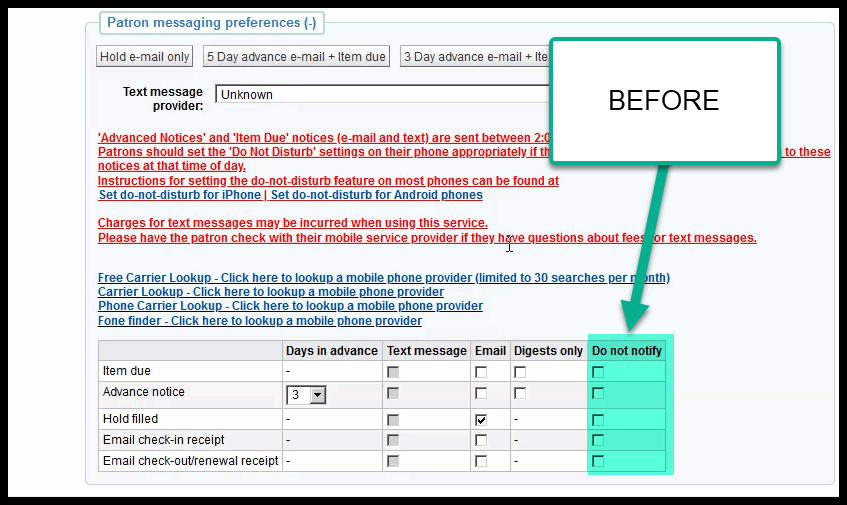 Patron messaging preferences (-)
Hold e-mail only 5 Day advance e-mail + Item due 3 Day advance e-mail + Ite
BEFORE
Text message provider: Unknown
'Advanced Notices' and 'Item Due' notices (e-mail and text) are sent between 2:0
Patrons should set the 'Do Not Disturb' settings on their phone appropriately if th to these
notices at that time of day.
Instructions for setting the do-not-disturb feature on most phones can be found at
Set do-not-disturb for iPhone | Set do-not-disturb for Android phones
Charges for text messages may be incurred when using this service.
Please have the patron check with their mobile service provider if they have questions about fees for text messages.
Free Carrier Lookup - Click here to lookup a mobile phone provider (limited to 30 searches per month)
Carrier Lookup - Click here to lookup a mobile phone provider
Phone Carrier Lookup - Click here to lookup a mobile phone provider
Fone finder - Click here to lookup a mobile phone provider
Days in advance Text message Email Digests only Do not notify
Item due -
Advance notice 3
Hold filled - -
Email check-in receipt - -
Email check-out/renewal receipt - -